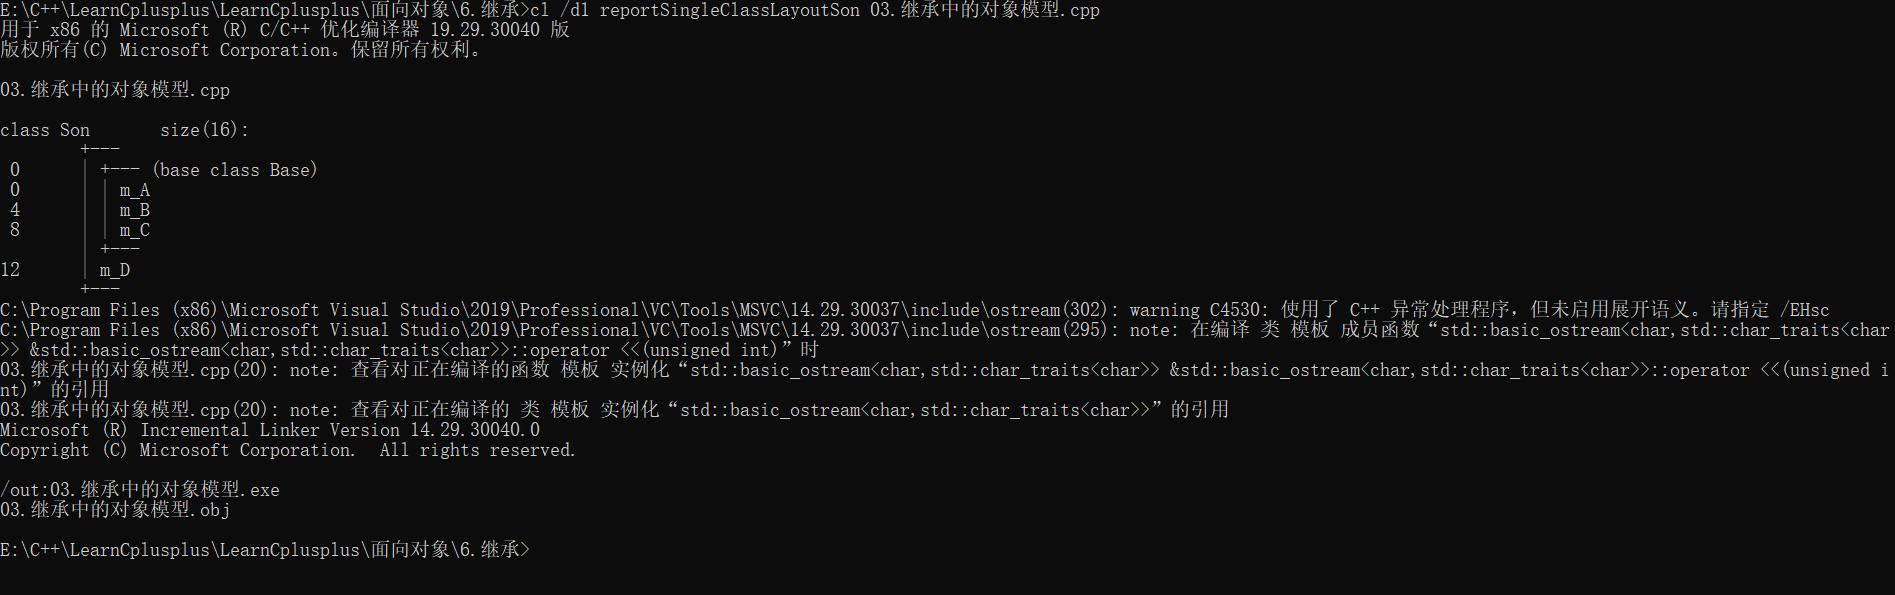 E:\C++\LearnCplusplus\LearnCplusplus\面向对象\6.继承>cl /d1 reportSingleClassLayoutSon 03.继承中的对象模型.cpp
用于 x86 的 Microsoft (R) C/C++ 优化编译器 19.29.30040 版
版权所有(C) Microsoft Corporation。保留所有权利。
03.继承中的对象模型.cpp
class Son       size(16):
        +---
 0      | +--- (base class Base)
 0      | | m_A
 4      | | m_B
 8      | | m_C
        | +---
12      | m_D
        +---
C:\Program Files (x86)\Microsoft Visual Studio\2019\Professional\VC\Tools\MSVC\14.29.30037\include\ostream(302): warning C4530: 使用了 C++ 异常处理程序，但未启用展开语义。请指定 /EHsc
C:\Program Files (x86)\Microsoft Visual Studio\2019\Professional\VC\Tools\MSVC\14.29.30037\include\ostream(295): note: 在编译 类 模板 成员函数“std::basic_ostream<char,std::char_traits<char
>> &std::basic_ostream<char,std::char_traits<char>>::operator <<(unsigned int)”时
03.继承中的对象模型.cpp(20): note: 查看对正在编译的函数 模板 实例化“std::basic_ostream<char,std::char_traits<char>> &std::basic_ostream<char,std::char_traits<char>>::operator <<(unsigned i
nt)”的引用
03.继承中的对象模型.cpp(20): note: 查看对正在编译的 类 模板 实例化“std::basic_ostream<char,std::char_traits<char>>”的引用
Microsoft (R) Incremental Linker Version 14.29.30040.0
Copyright (C) Microsoft Corporation.  All rights reserved.
/out:03.继承中的对象模型.exe
03.继承中的对象模型.obj
E:\C++\LearnCplusplus\LearnCplusplus\面向对象\6.继承>